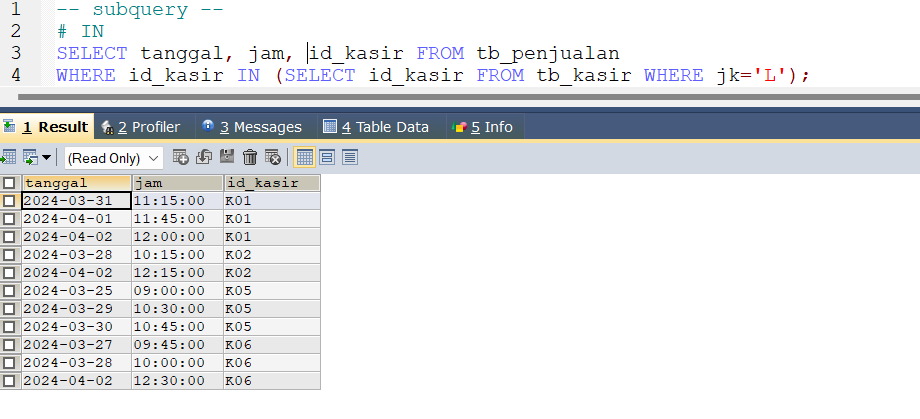 1 -- subquery --
2 # IN
3 SELECT tanggal, jam, id_kasir FROM tb_penjualan
4 WHERE id_kasir IN (SELECT id_kasir FROM tb_kasir WHERE jk='L');
1 Result 2 Profiler 3 Messages 4 Table Data 5 Info
(Read Only)
tanggal jam id_kasir
2024-03-31 11:15:00 K01
2024-04-01 11:45:00 K01
2024-04-02 12:00:00 K01
2024-03-28 10:15:00 K02
2024-04-02 12:15:00 K02
2024-03-25 09:00:00 K05
2024-03-29 10:30:00 K05
2024-03-30 10:45:00 K05
2024-03-27 09:45:00 K06
2024-03-28 10:00:00 K06
2024-04-02 12:30:00 K06